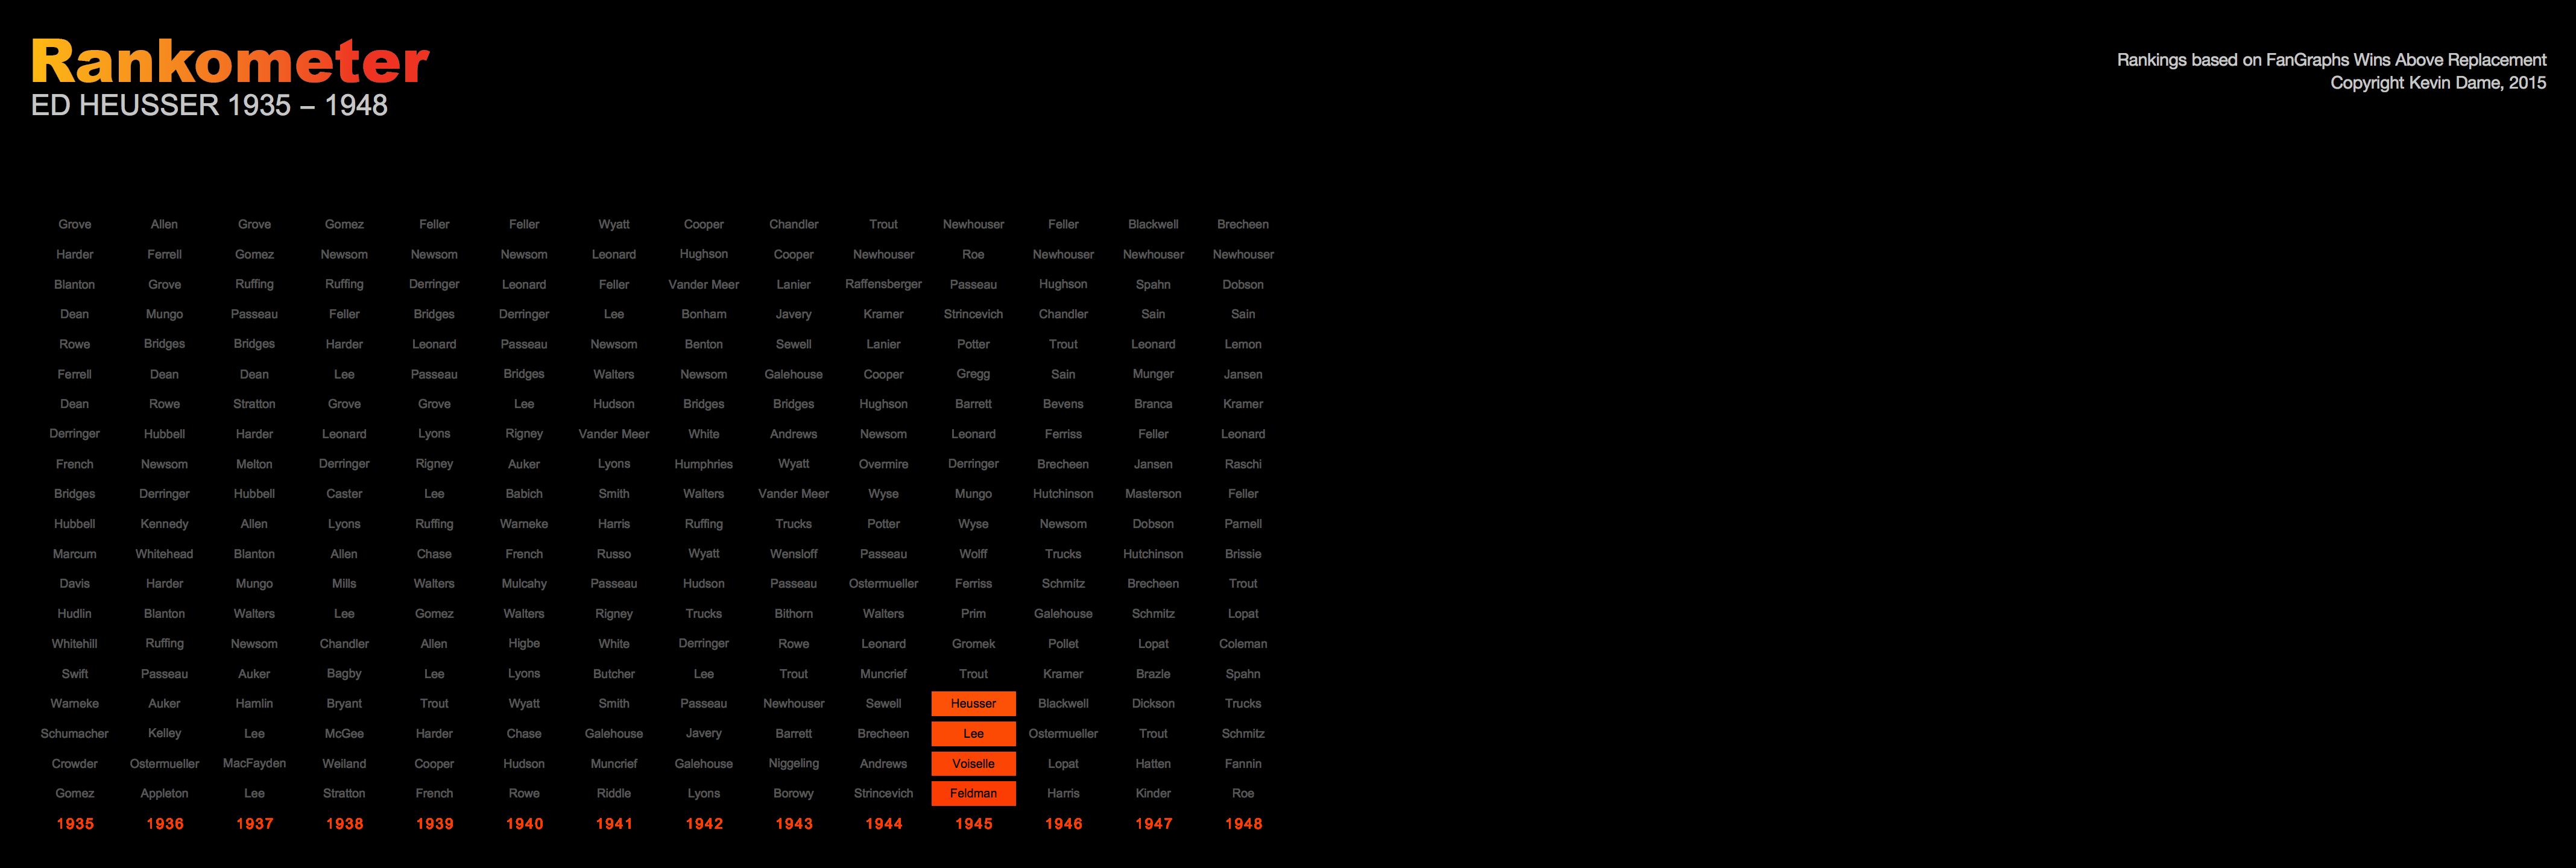 Rankometer
ED HEUSSER 1935 – 1948
Rankings based on FanGraphs Wins Above Replacement
Copyright Kevin Dame, 2015
Grove Allen Grove Gomez Feller Feller Wyatt Cooper Chandler Trout Newhouser Feller Blackwell Brecheen
Harder Ferrell Gomez Newsom Newsom Newsom Leonard Hughson Cooper Newhouser Roe Newhouser Newhouser Newhouser
Blanton Grove Ruffing Ruffing Derringer Leonard Feller Vander Meer Lanier Raffensberger Passeau Hughson Spahn Dobson
Dean Mungo Passeau Feller Bridges Derringer Lee Bonham Javery Kramer Strincevich Chandler Sain Sain
Rowe Bridges Bridges Harder Leonard Passeau Newsom Benton Sewell Lanier Potter Trout Leonard Lemon
Ferrell Dean Dean Lee Passeau Bridges Walters Newsom Galehouse Cooper Gregg Sain Munger Jansen
Dean Rowe Stratton Grove Grove Lee Hudson Bridges Bridges Hughson Barrett Bevens Branca Kramer
Derringer Hubbell Harder Leonard Lyons Rigney Vander Meer White Andrews Newsom Leonard Ferriss Feller Leonard
French Newsom Melton Derringer Rigney Auker Lyons Humphries Wyatt Overmire Derringer Brecheen Jansen Raschi
Bridges Derringer Hubbell Caster Lee Babich Smith Walters Vander Meer Wyse Mungo Hutchinson Masterson Feller
Hubbell Kennedy Allen Lyons Ruffing Warneke Harris Ruffing Trucks Potter Wyse Newsom Dobson Parnell
Marcum Whitehead Blanton Allen Chase French Russo Wyatt Wensloff Passeau Wolff Trucks Hutchinson Brissie
Davis Harder Mungo Mills Walters Mulcahy Passeau Hudson Passeau Ostermueller Ferriss Schmitz Brecheen Trout
Hudlin Blanton Walters Lee Gomez Walters Rigney Trucks Bithorn Walters Prim Galehouse Schmitz Lopat
Whitehill Ruffing Newsom Chandler Allen Higbe White Derringer Rowe Leonard Gromek Pollet Lopat Coleman
Swift Passeau Auker Bagby Lee Lyons Butcher Lee Trout Muncrief Trout Kramer Brazle Spahn
Warneke Auker Hamlin Bryant Trout Wyatt Smith Passeau Newhouser Sewell Heusser Blackwell Dickson Trucks
Schumacher Kelley Lee McGee Harder Chase Galehouse Javery Barrett Brecheen Lee Ostermueller Trout Schmitz
Crowder Ostermueller MacFayden Weiland Cooper Hudson Muncrief Galehouse Niggeling Andrews Voiselle Lopat Hatten Fannin
Gomez Appleton Lee Stratton French Rowe Riddle Lyons Borowy Strincevich Feldman Harris Kinder Roe
1935 1936 1937 1938 1939 1940 1941 1942 1943 1944 1945 1946 1947 1948